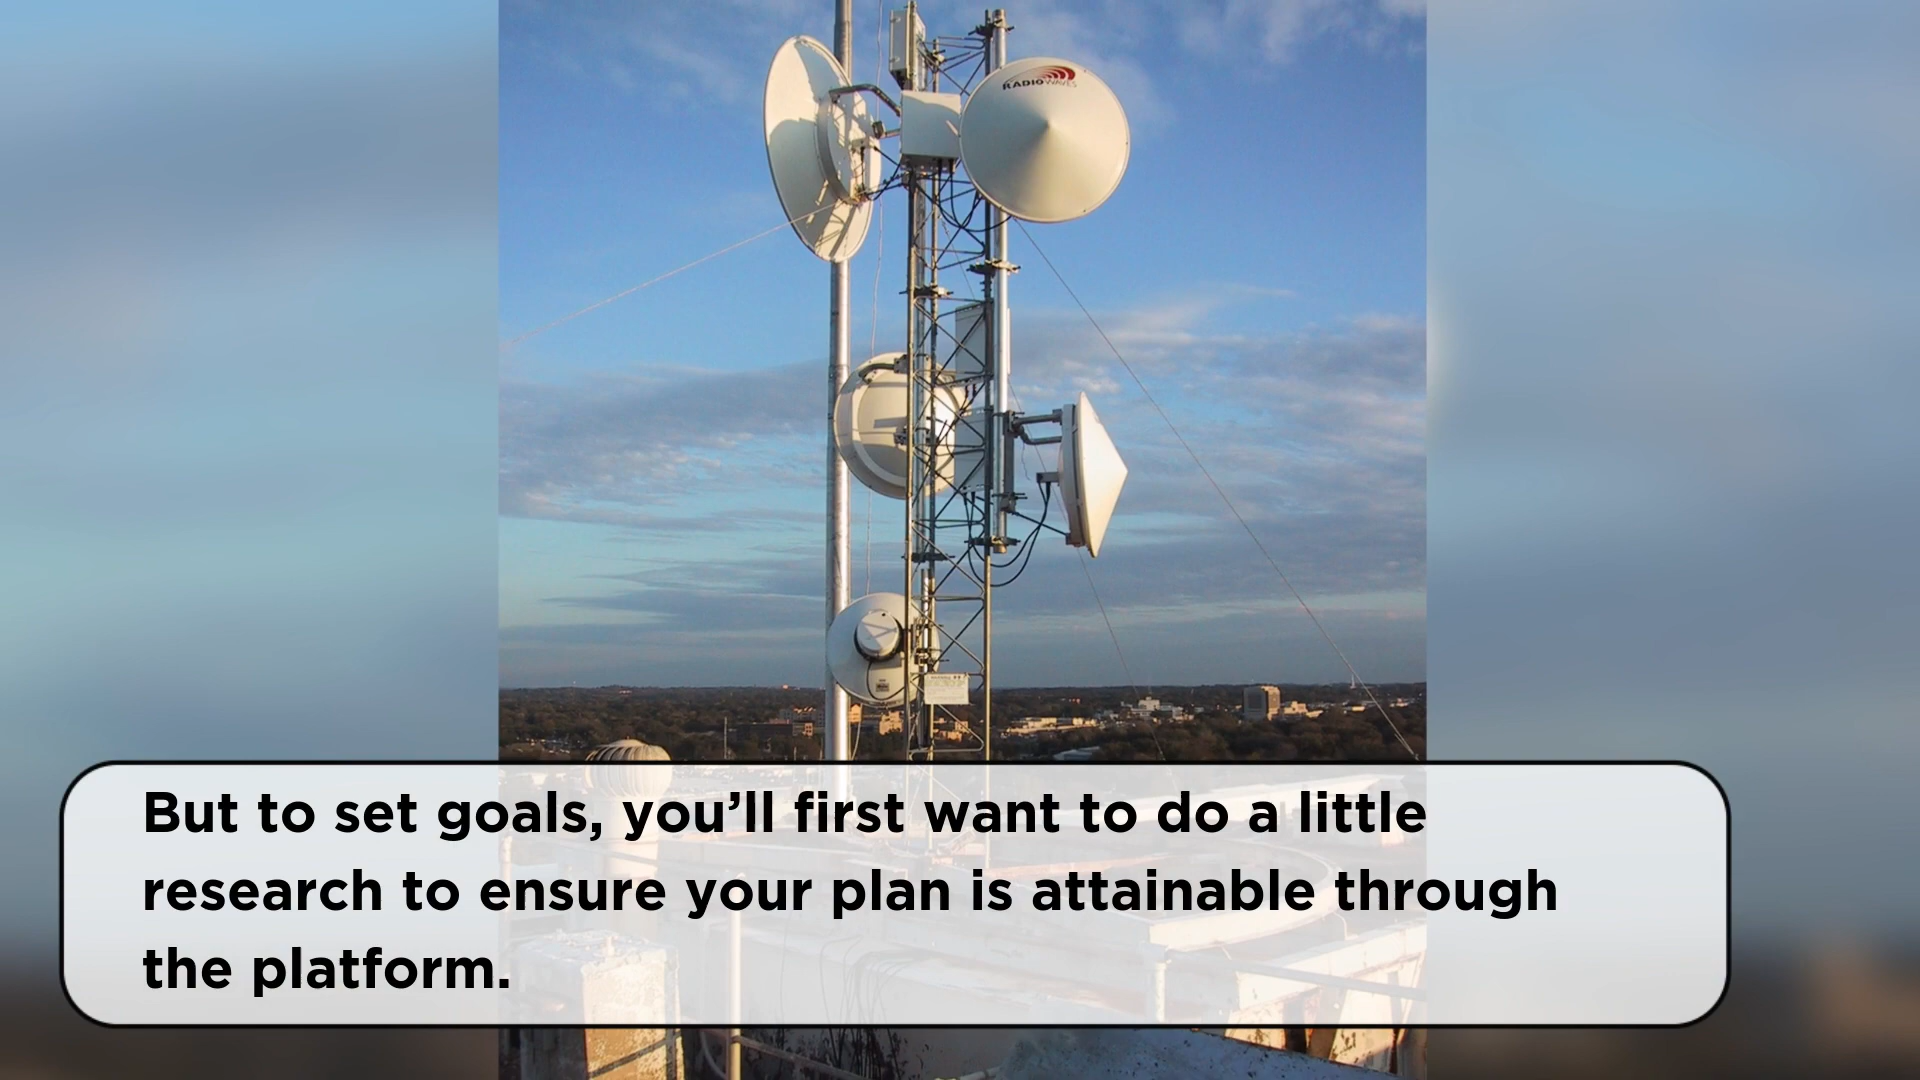 RADIOWAVES
But to set goals, you’ll first want to do a little
research to ensure your plan is attainable through
the platform.